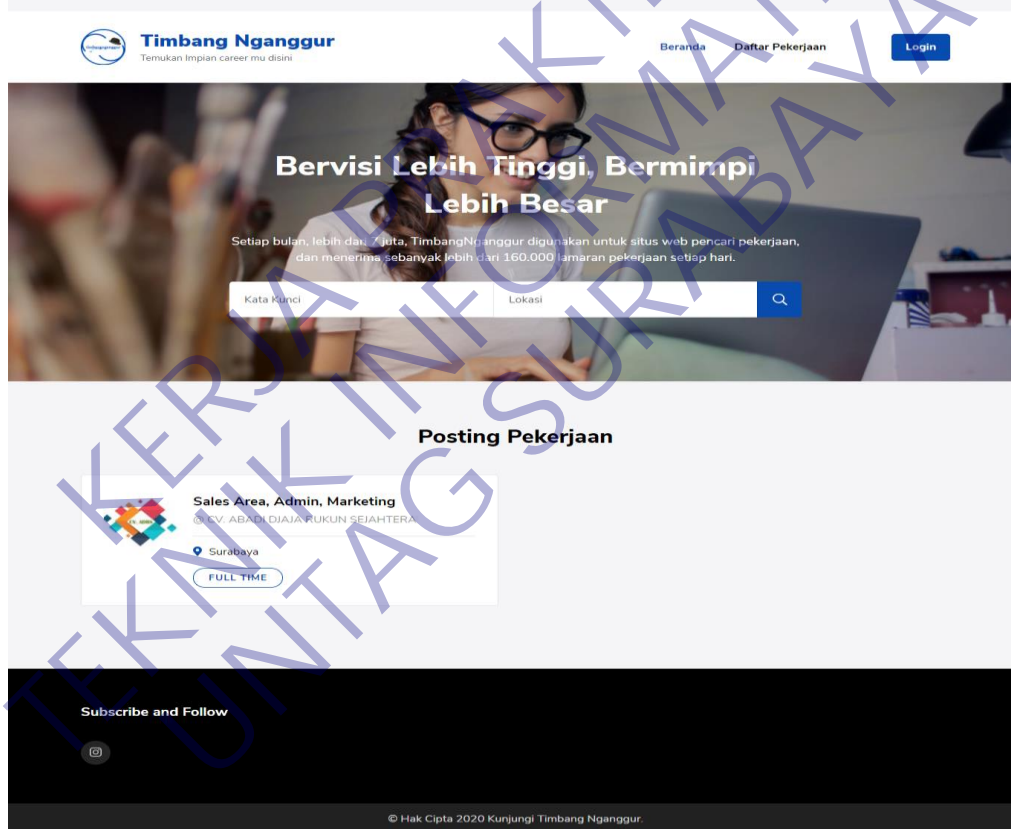 Timbang Nganggur
Temukan Impian career mu disini
Beranda
Daftar Pekerjaan
Login
Bervisi Lebih Tinggi, Bermimpi
Lebih Besar
Setiap bulan, lebih dari 7 juta, TimbangNganggur digunakan untuk situs web pencari pekerjaan,
dan menerima sebanyak lebih dari 160.000 lamaran pekerjaan setiap hari.
Kata Kunci
Lokasi
Posting Pekerjaan
Sales Area, Admin, Marketing
@ CV. ABADI DJAJA RUKUN SEJAHTERA
Surabaya
FULL TIME
Subscribe and Follow
© Hak Cipta 2020 Kunjungi Timbang Nganggur.
TEKNIK INFORMAT
UNTAG SURABAYA